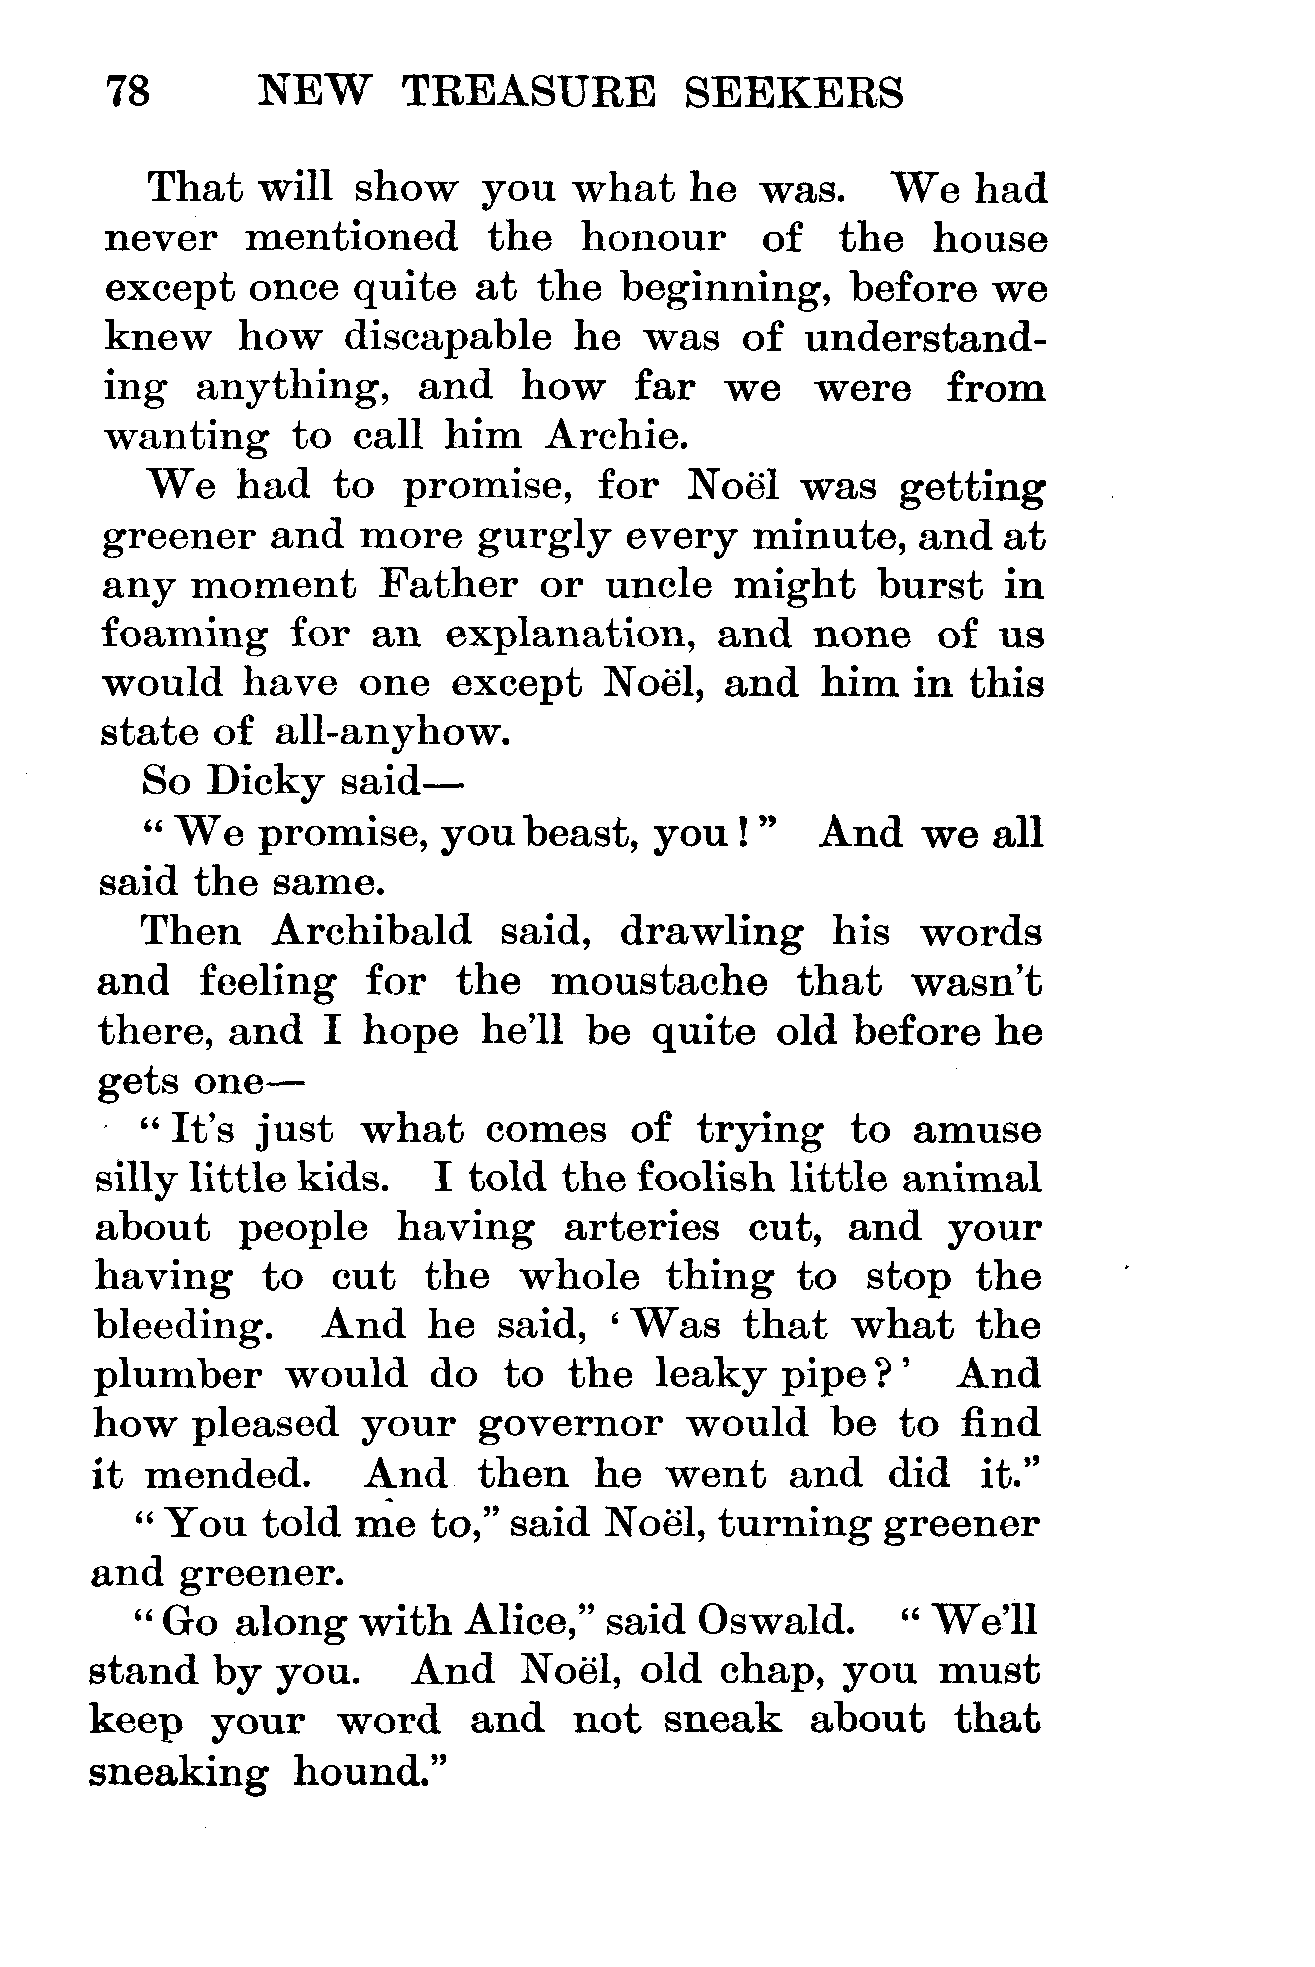 78 NEW TREASURE SEEKERS
That will show you what he was. We had
never mentioned the honour of the house
except once quite at the beginning, before we
knew how discapable he was of understand-
ing anything, and how far we were from
wanting to call him Archie.
We had to promise, for Noël was getting
greener and more gurgly every minute, and at
any moment Father or uncle might burst in
foaming for an explanation, and none of us
would have one except Noël, and him in this
state of all-anyhow.
So Dicky said—
“We promise, you beast, you!” And we all
said the same.
Then Archibald said, drawling his words
and feeling for the moustache that wasn’t
there, and I hope he’ll be quite old before he
gets one—
“It’s just what comes of trying to amuse
silly little kids. I told the foolish little animal
about people having arteries cut, and your
having to cut the whole thing to stop the
bleeding. And he said, ‘Was that what the
plumber would do to the leaky pipe?’ And
how pleased your governor would be to find
it mended. And then he went and did it.”
“You told me to,” said Noël, turning greener
and greener.
“Go along with Alice,” said Oswald. “We’ll
stand by you. And Noël, old chap, you must
keep your word and not sneak about that
sneaking hound.”